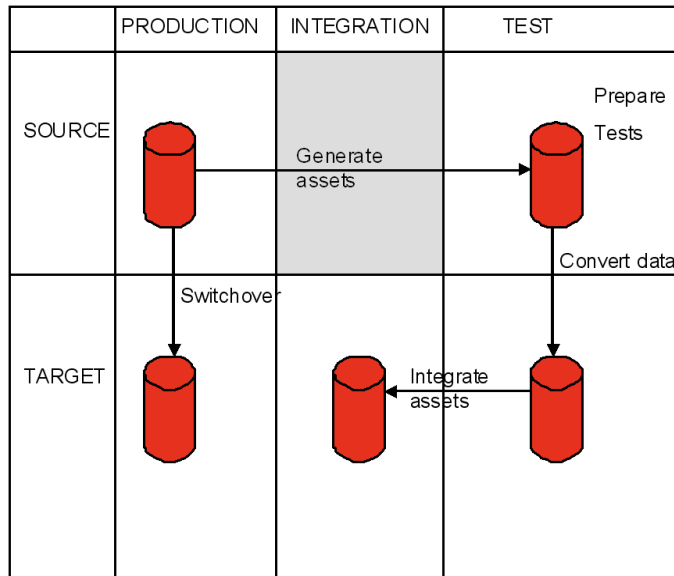 PRODUCTION
INTEGRATION
TEST
SOURCE
Prepare
Tests
Generate
assets
Convert data
Switchover
TARGET
Integrate
assets